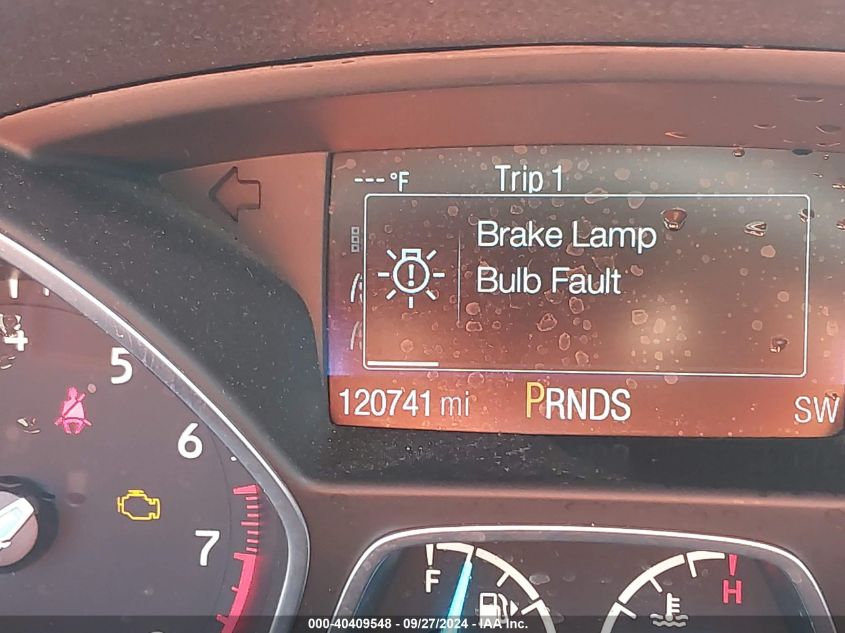 ---°F Trip 1
Brake Lamp
Bulb Fault
120741 mi PRNDS SW
4
5
6
7
F
H
000-40409548 - 09/27/2024 - IAA Inc.